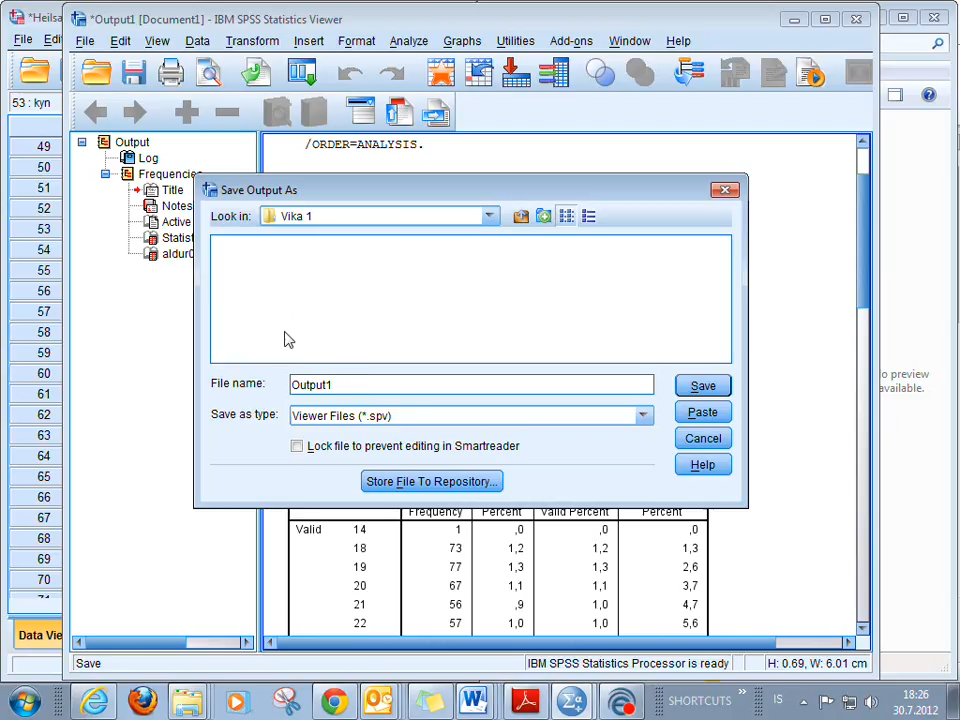 *Heilsa
*Output1 [Document1] - IBM SPSS Statistics Viewer
File Edi
File Edit View Data Transform Insert Format Analyze Graphs Utilities Add-ons Window Help
53 : kyn
49
50
51
52
53
54
55
56
57
58
59
60
61
62
63
64
65
66
67
68
69
70
Data Vie
Output
Log
Frequencies
Title
Notes
Active
Statist
aldur0
/ORDER=ANALYSIS.
Save Output As
Look in: Vika 1
File name: Output1 Save
Save as type: Viewer Files (*.spv) Paste
Cancel
Lock file to prevent editing in Smartreader
Help
Store File To Repository...
o preview
available.
Frequency Percent Valid Percent Percent
Valid 14 1 ,0 ,0 ,0
18 73 1,2 1,2 1,3
19 77 1,3 1,3 2,6
20 67 1,1 1,1 3,7
21 56 ,9 1,0 4,7
22 57 1,0 1,0 5,6
Save IBM SPSS Statistics Processor is ready H: 0.69, W: 6.01 cm
SHORTCUTS » IS 18:26
30.7.2012